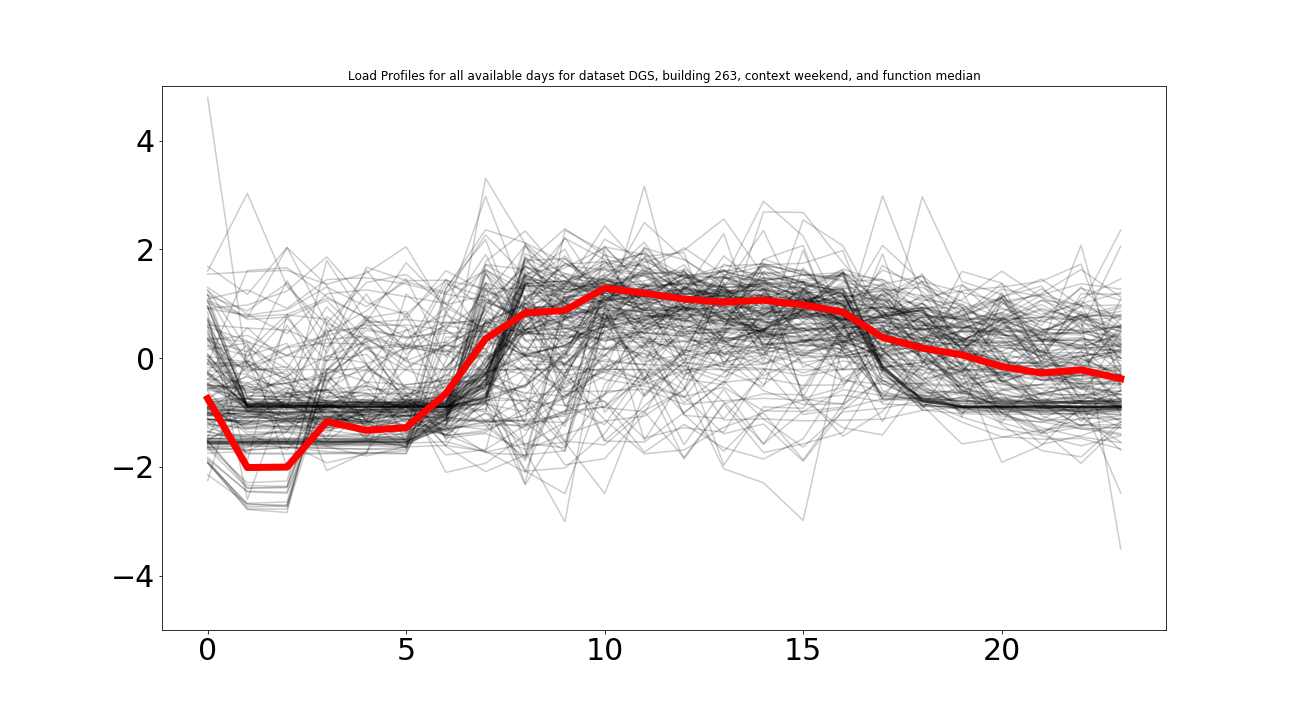 Load Profiles for all available days for dataset DGS, building 263, context weekend, and function median
4
2
0
−2
−4
0 5 10 15 20